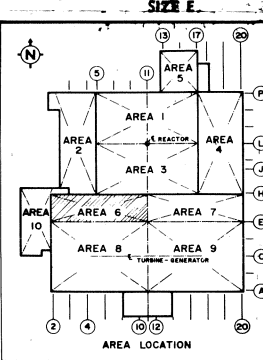 SIZE E.
N
13 17 20
5 11
P
AREA 5
AREA 1
AREA 2
℄ REACTOR
L
AREA 4
J
AREA 3
H
AREA 10
AREA 6
AREA 7
E
AREA 8
AREA 9
C
℄ TURBINE - GENERATOR
A
2 4 10 12 20
AREA LOCATION